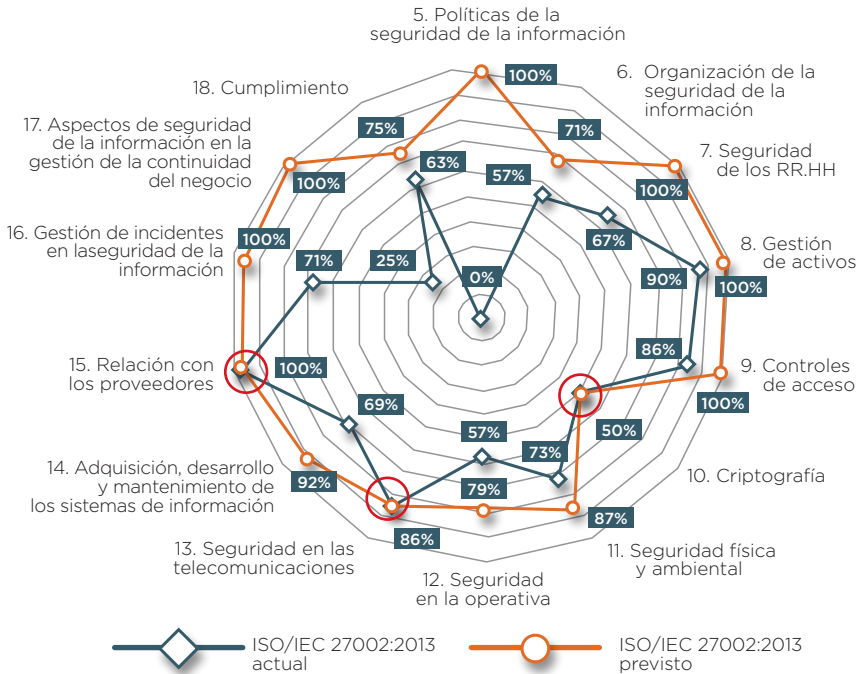 5. Políticas de la
seguridad de la información
100%
6. Organización de la
seguridad de la
información
71%
57%
7. Seguridad
de los RR.HH
100%
67%
8. Gestión
de activos
90%
100%
9. Controles
de acceso
86%
100%
10. Criptografía
50%
11. Seguridad física
y ambiental
73%
87%
12. Seguridad
en la operativa
57%
79%
13. Seguridad en las
telecomunicaciones
86%
14. Adquisición, desarrollo
y mantenimiento de
los sistemas de información
69%
92%
15. Relación con
los proveedores
100%
16. Gestión de incidentes
en laseguridad de la
información
100%
71%
17. Aspectos de seguridad
de la información en la
gestión de la continuidad
del negocio
100%
25%
18. Cumplimiento
75%
63%
0%
ISO/IEC 27002:2013
actual
ISO/IEC 27002:2013
previsto